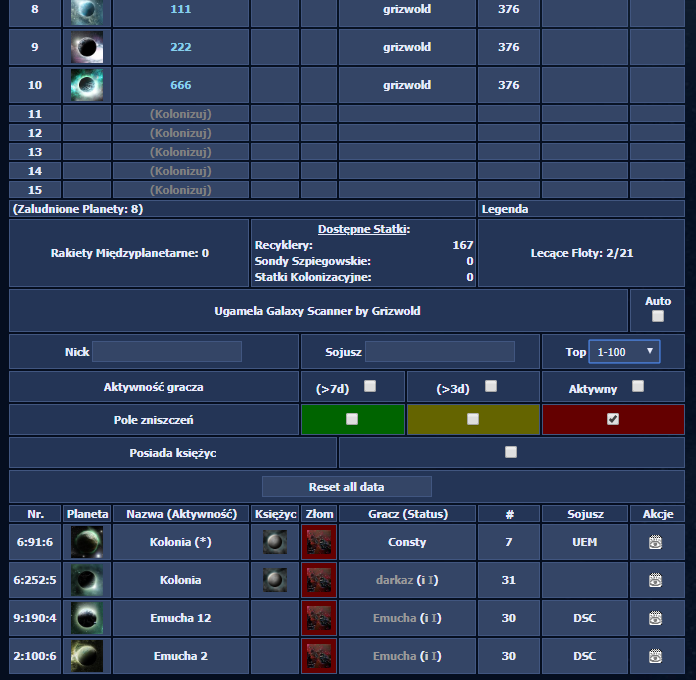 8 111 grizwold 376
9 222 grizwold 376
10 666 grizwold 376
11 (Kolonizuj)
12 (Kolonizuj)
13 (Kolonizuj)
14 (Kolonizuj)
15 (Kolonizuj)
(Zaludnione Planety: 8) Legenda
Rakiety Międzyplanetarne: 0
Dostępne Statki:
Recyklery: 167
Sondy Szpiegowskie: 0
Statki Kolonizacyjne: 0
Lecące Floty: 2/21
Ugamela Galaxy Scanner by Grizwold
Auto
Nick Sojusz Top 1-100
Aktywność gracza (>7d) (>3d) Aktywny
Pole zniszczeń
Posiada księżyc
Reset all data
Nr. Planeta Nazwa (Aktywność) Księżyc Złom Gracz (Status) # Sojusz Akcje
6:91:6 Kolonia (*) Consty 7 UEM
6:252:5 Kolonia darkaz (i I) 31
9:190:4 Emucha 12 Emucha (i I) 30 DSC
2:100:6 Emucha 2 Emucha (i I) 30 DSC